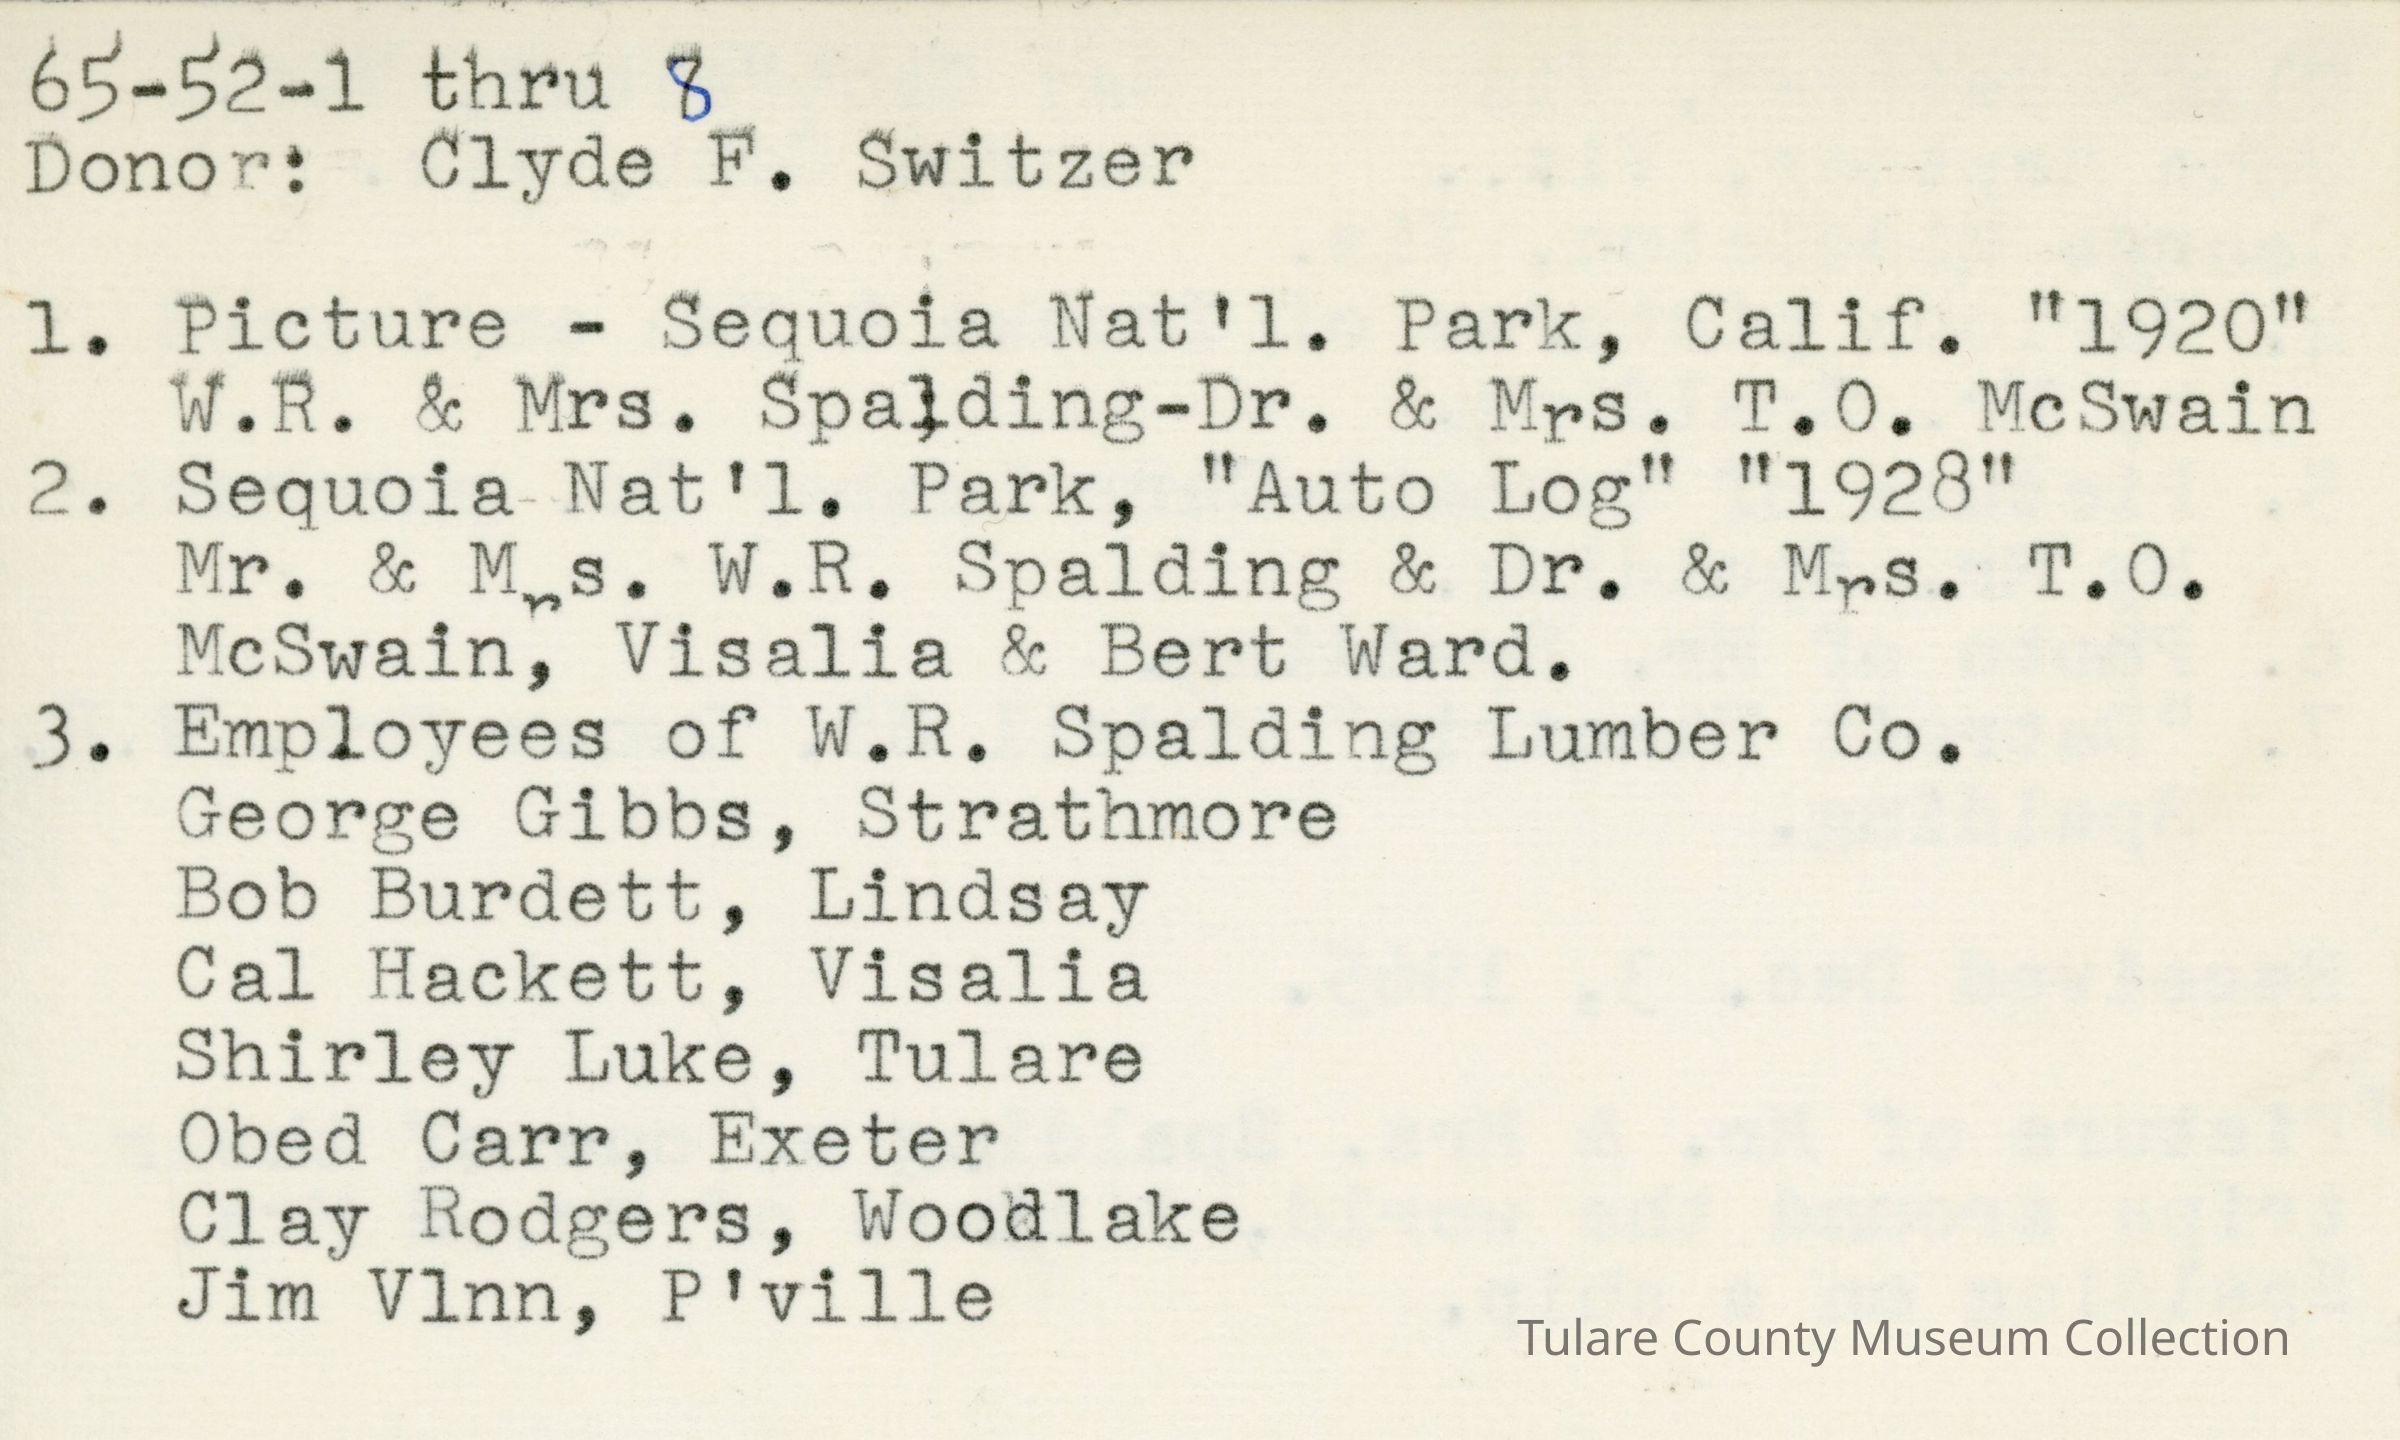 65-52-1 thru 8
Donor: Clyde F. Switzer
1. Picture - Sequoia Nat'l. Park, Calif. "1920"
W.R. & Mrs. Spalding-Dr. & Mrs. T.O. McSwain
2. Sequoia Nat'l. Park, "Auto Log" "1928"
Mr. & Mrs. W.R. Spalding & Dr. & Mrs. T.O.
McSwain, Visalia & Bert Ward.
3. Employees of W.R. Spalding Lumber Co.
George Gibbs, Strathmore
Bob Burdett, Lindsay
Cal Hackett, Visalia
Shirley Luke, Tulare
Obed Carr, Exeter
Clay Rodgers, Woodlake
Jim Vlnn, P'ville
Tulare County Museum Collection